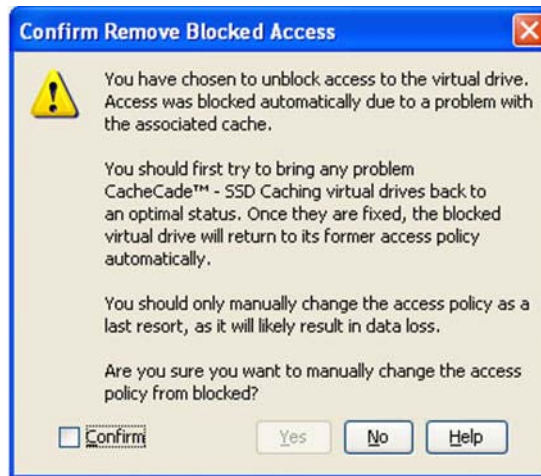 Confirm Remove Blocked Access
You have chosen to unblock access to the virtual drive.
Access was blocked automatically due to a problem with
the associated cache.
You should first try to bring any problem
CacheCade™ - SSD Caching virtual drives back to
an optimal status. Once they are fixed, the blocked
virtual drive will return to its former access policy
automatically.
You should only manually change the access policy as a
last resort, as it will likely result in data loss.
Are you sure you want to manually change the access
policy from blocked?
Confirm Yes No Help